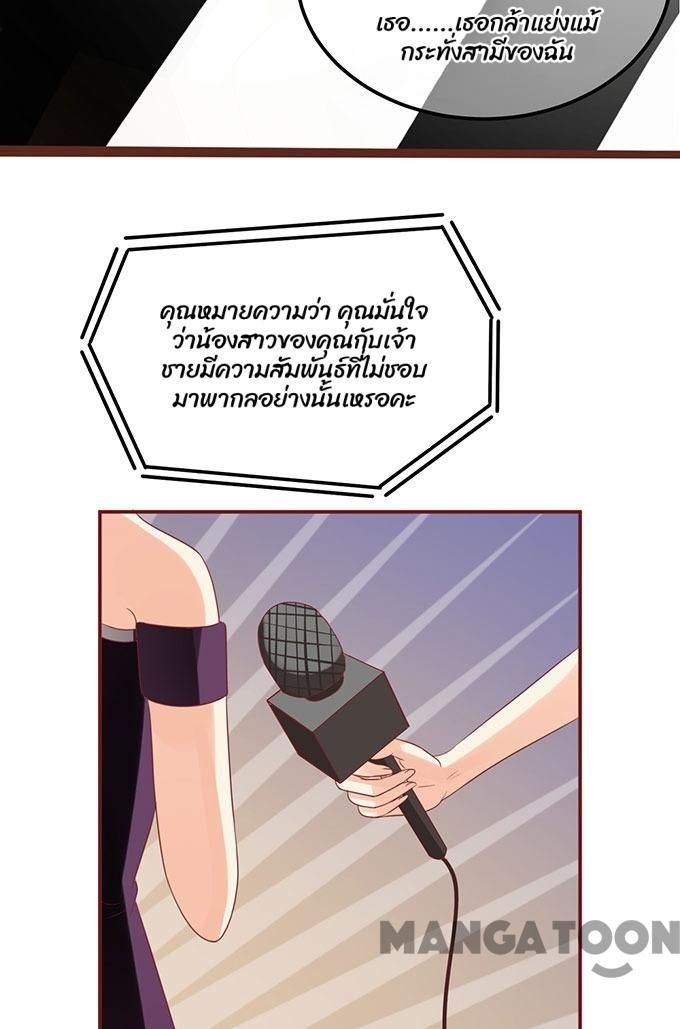 เธอ......เธอกล้าแย่งแม้
กระทั่งสามีของฉัน
คุณหมายความว่า คุณมั่นใจ
ว่าน้องสาวของคุณกับเจ้า
ชายมีความสัมพันธ์ที่ไม่ชอบ
มาพากลอย่างนั้นเหรอคะ
MANGATOON